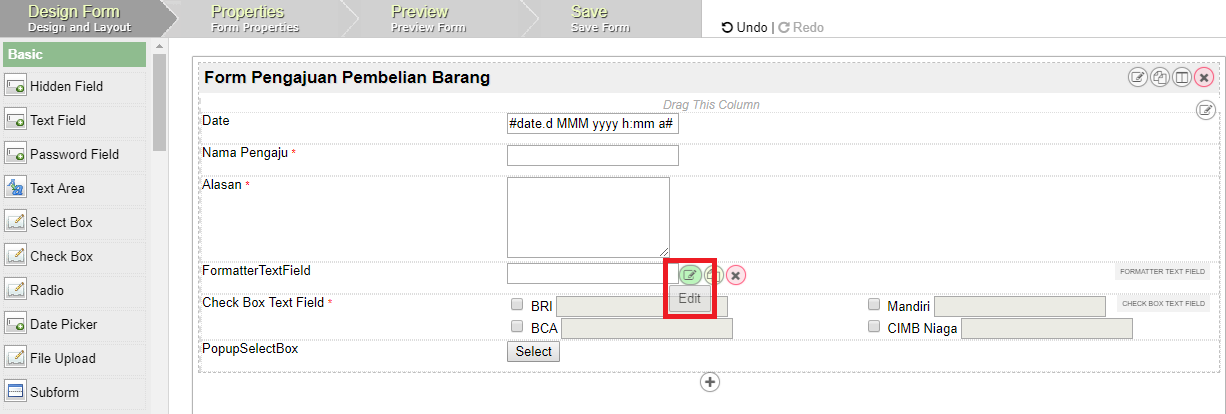 Design Form
Design and Layout
Properties
Form Properties
Preview
Preview Form
Save
Save Form
Undo | Redo
Basic
Hidden Field
Text Field
Password Field
Text Area
Select Box
Check Box
Radio
Date Picker
File Upload
Subform
Form Pengajuan Pembelian Barang
Drag This Column
Date
#date.d MMM yyyy h:mm a#
Nama Pengaju *
Alasan *
FormatterTextField
FORMATTER TEXT FIELD
Edit
Check Box Text Field *
BRI
Mandiri
CHECK BOX TEXT FIELD
BCA
CIMB Niaga
PopupSelectBox
Select